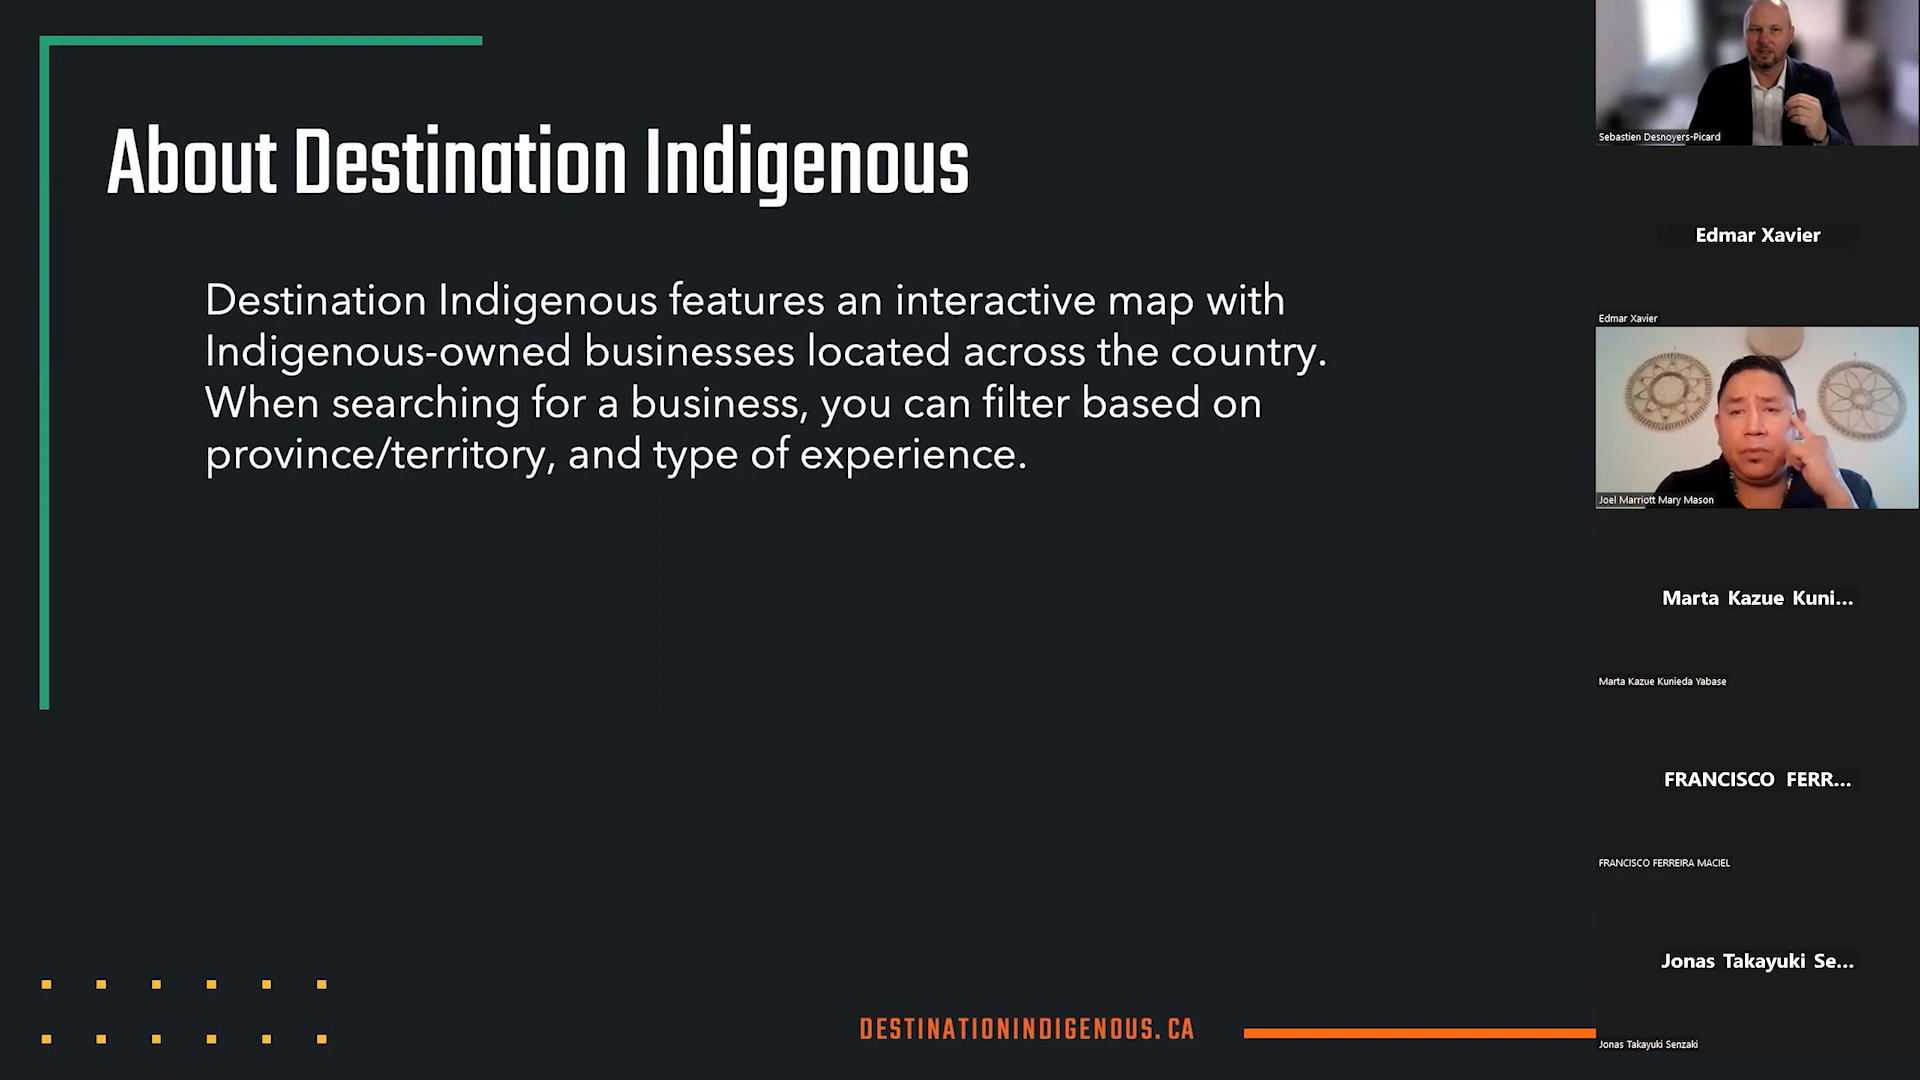 About Destination Indigenous
Destination Indigenous features an interactive map with
Indigenous-owned businesses located across the country.
When searching for a business, you can filter based on
province/territory, and type of experience.
DESTINATIONINDIGENOUS.CA
Sebastien Desnoyers-Picard
Edmar Xavier
Edmar Xavier
Joel Marriott Mary Mason
Marta Kazue Kuni...
Marta Kazue Kunieda Yabase
FRANCISCO FERR...
FRANCISCO FERREIRA MACIEL
Jonas Takayuki Se...
Jonas Takayuki Senzaki